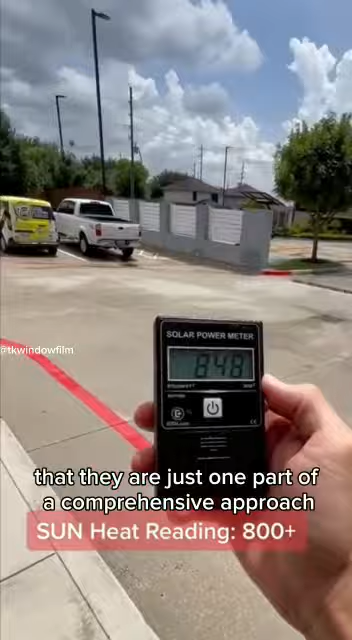 @tkwindowfilm
SOLAR POWER METER
848
that they are just one part of
a comprehensive approach
SUN Heat Reading: 800+